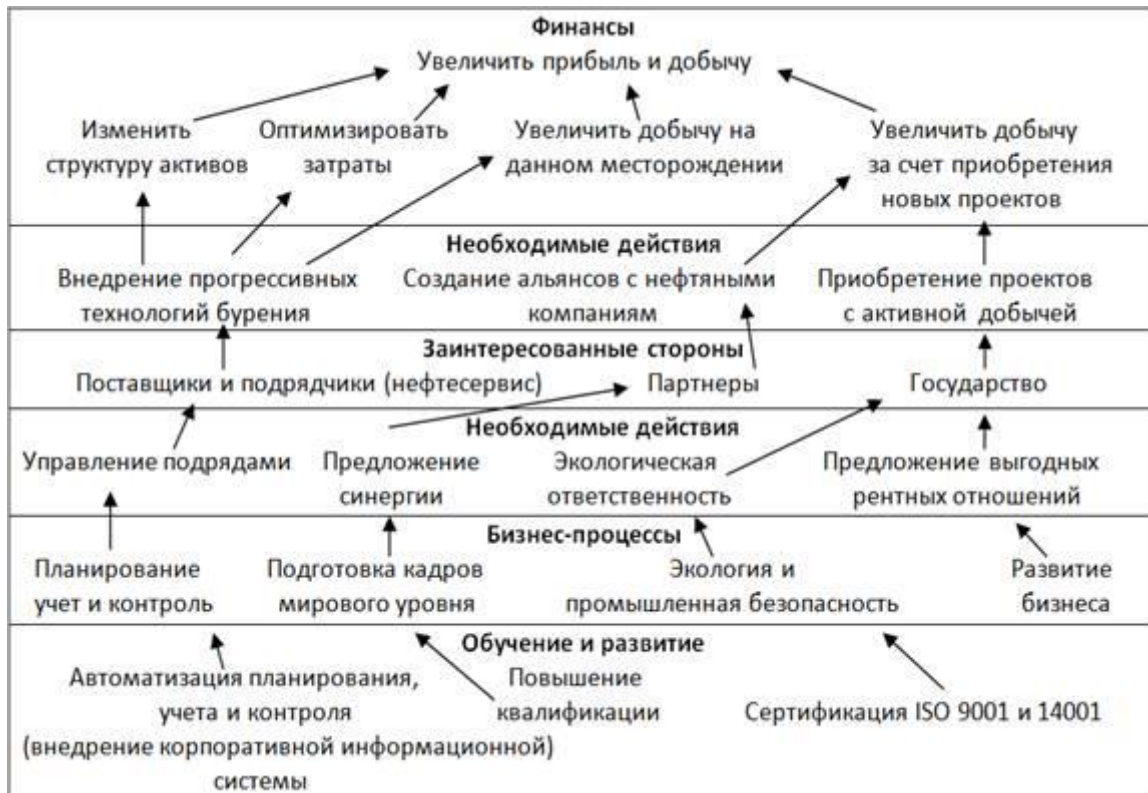 Финансы
Увеличить прибыль и добычу
Изменить
структуру активов
Оптимизировать
затраты
Увеличить добычу на
данном месторождении
Увеличить добычу
за счет приобретения
новых проектов
Необходимые действия
Внедрение прогрессивных
технологий бурения
Создание альянсов с нефтяными
компаниям
Приобретение проектов
с активной добычей
Заинтересованные стороны
Поставщики и подрядчики (нефтесервис)
Партнеры
Государство
Необходимые действия
Управление подрядами
Предложение
синергии
Экологическая
ответственность
Предложение выгодных
рентных отношений
Бизнес-процессы
Планирование
учет и контроль
Подготовка кадров
мирового уровня
Экология и
промышленная безопасность
Развитие
бизнеса
Обучение и развитие
Автоматизация планирования,
учета и контроля
(внедрение корпоративной информационной)
системы
Повышение
квалификации
Сертификация ISO 9001 и 14001